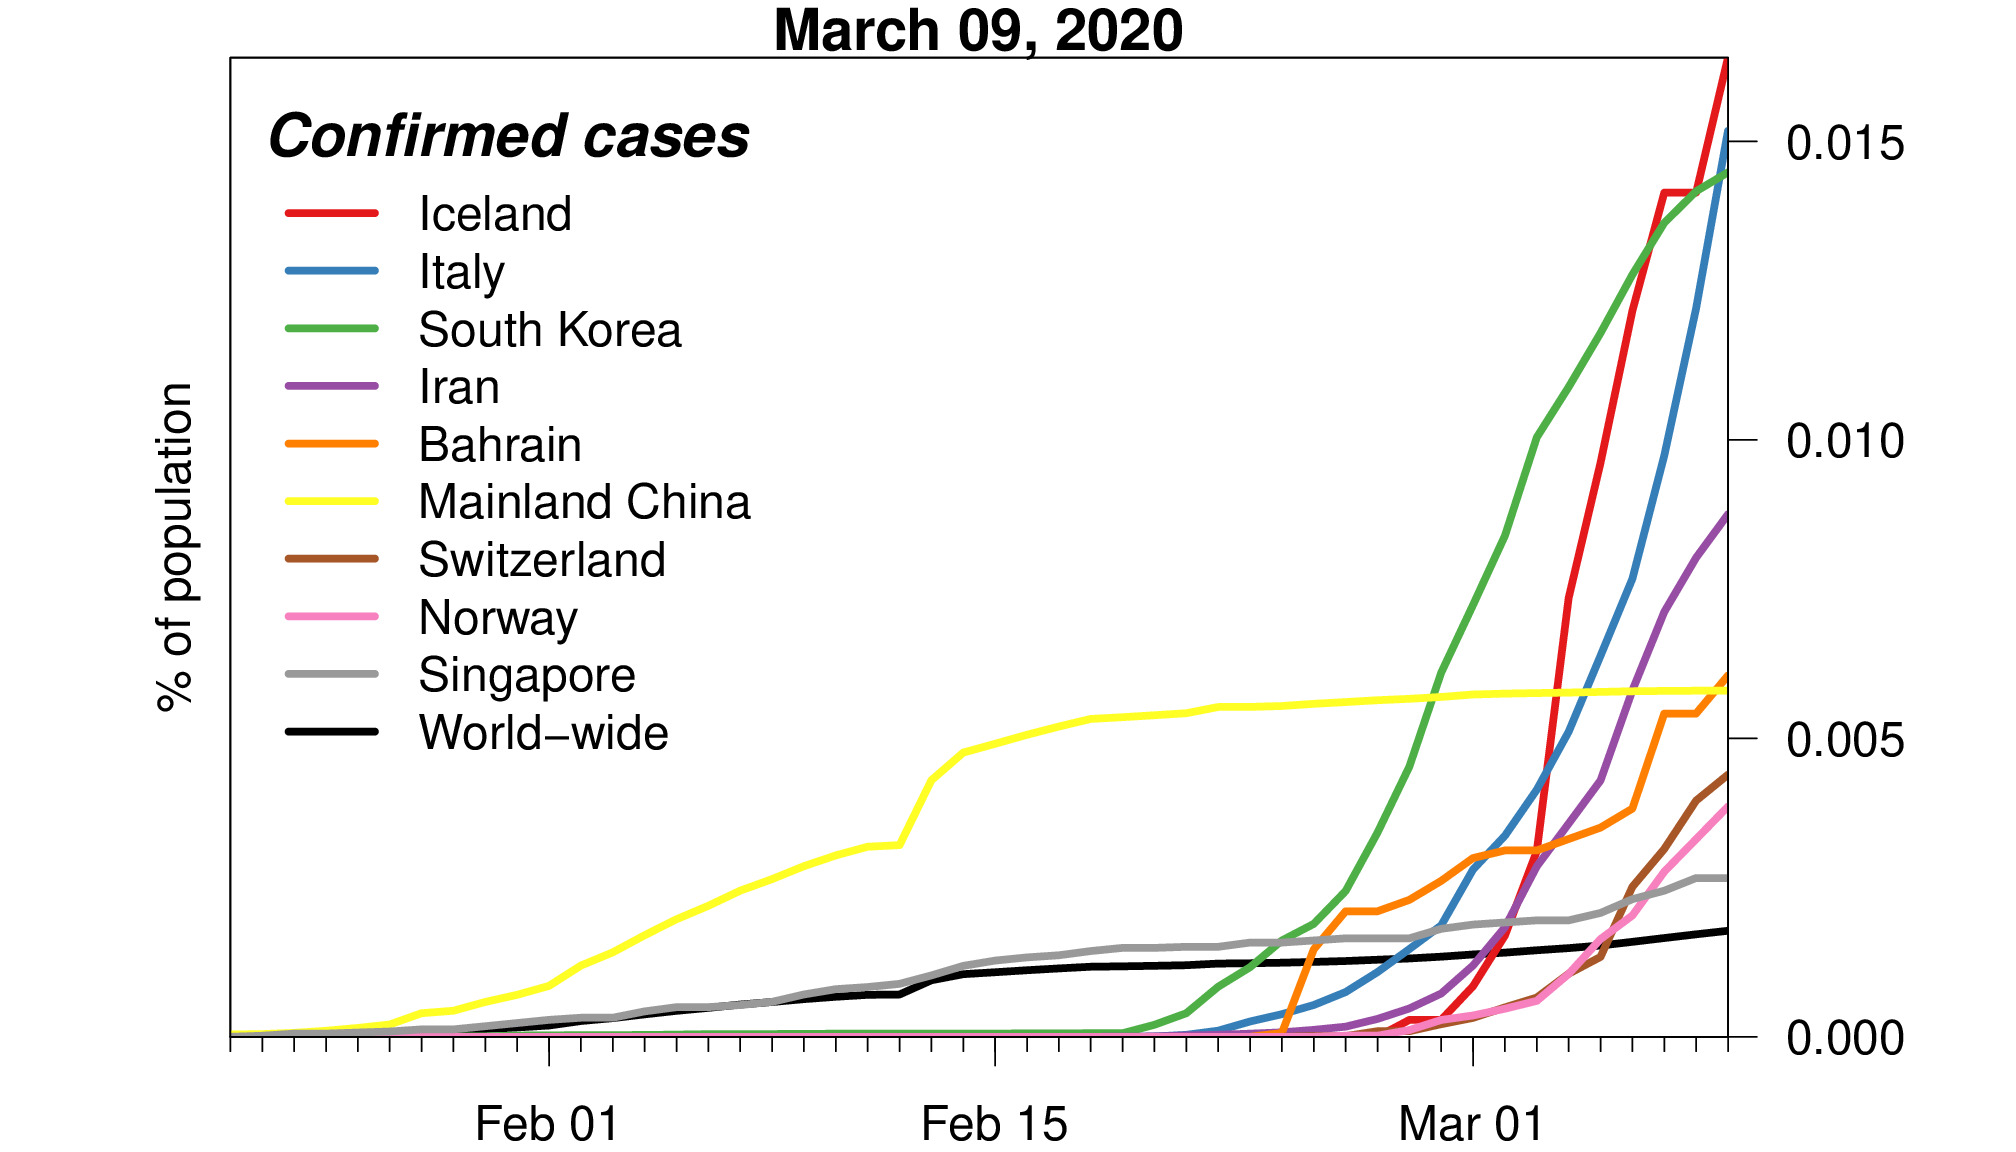 March 09, 2020
Confirmed cases
Iceland
Italy
South Korea
Iran
Bahrain
Mainland China
Switzerland
Norway
Singapore
World−wide
% of population
0.015
0.010
0.005
0.000
Feb 01
Feb 15
Mar 01